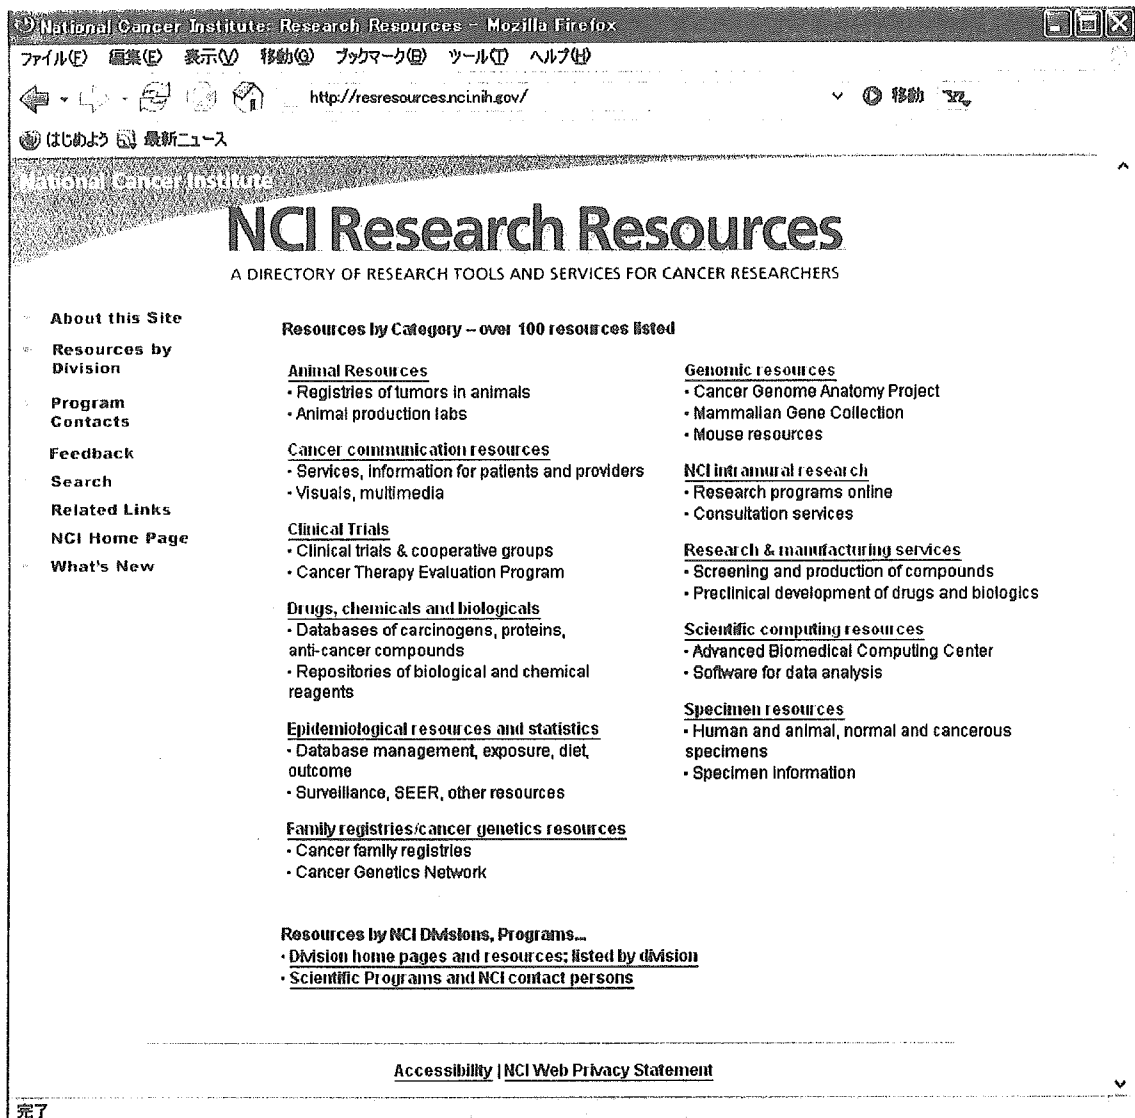 National Cancer Institute: Research Resources - Mozilla Firefox
ファイル(F) 編集(E) 表示(V) 移動(G) ブックマーク(B) ツール(T) ヘルプ(H)
http://resresources.nci.nih.gov/ 移動
はじめよう 最新ニュース
National Cancer Institute
NCI Research Resources
A DIRECTORY OF RESEARCH TOOLS AND SERVICES FOR CANCER RESEARCHERS
About this Site
Resources by
Division
Program
Contacts
Feedback
Search
Related Links
NCI Home Page
What's New
Resources by Category – over 100 resources listed
Animal Resources
· Registries of tumors in animals
· Animal production labs
Cancer communication resources
· Services, information for patients and providers
· Visuals, multimedia
Clinical Trials
· Clinical trials & cooperative groups
· Cancer Therapy Evaluation Program
Drugs, chemicals and biologicals
· Databases of carcinogens, proteins,
anti-cancer compounds
· Repositories of biological and chemical
reagents
Epidemiological resources and statistics
· Database management, exposure, diet,
outcome
· Surveillance, SEER, other resources
Family registries/cancer genetics resources
· Cancer family registries
· Cancer Genetics Network
Genomic resources
· Cancer Genome Anatomy Project
· Mammalian Gene Collection
· Mouse resources
NCI intramural research
· Research programs online
· Consultation services
Research & manufacturing services
· Screening and production of compounds
· Preclinical development of drugs and biologics
Scientific computing resources
· Advanced Biomedical Computing Center
· Software for data analysis
Specimen resources
· Human and animal, normal and cancerous
specimens
· Specimen information
Resources by NCI Divisions, Programs...
· Division home pages and resources; listed by division
· Scientific Programs and NCI contact persons
Accessibility | NCI Web Privacy Statement
完了